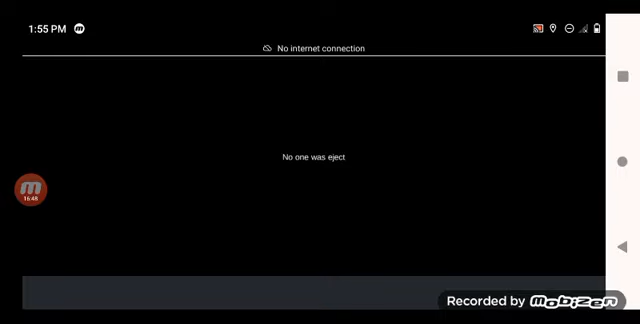 1:55 PM
No internet connection
No one was eject
16:48
Recorded by Mobizen